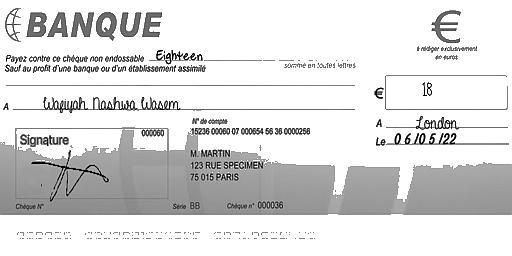 BANQUE
€
à rédiger exclusivement
en euros
Payez contre ce chèque non endossable Eighteen
Sauf au profit d'une banque ou d'un établissement assimilé
somme en toutes lettres
€ 18
A Wagiyah Nashwa Wasem
A London
Le 06/05/22
N° de compte
Signature 000060 15236 00060 07 000654 56 36 0000256
M. MARTIN
123 RUE SPECIMEN
75 015 PARIS
Chèque N° Série BB Chèque n° 000036